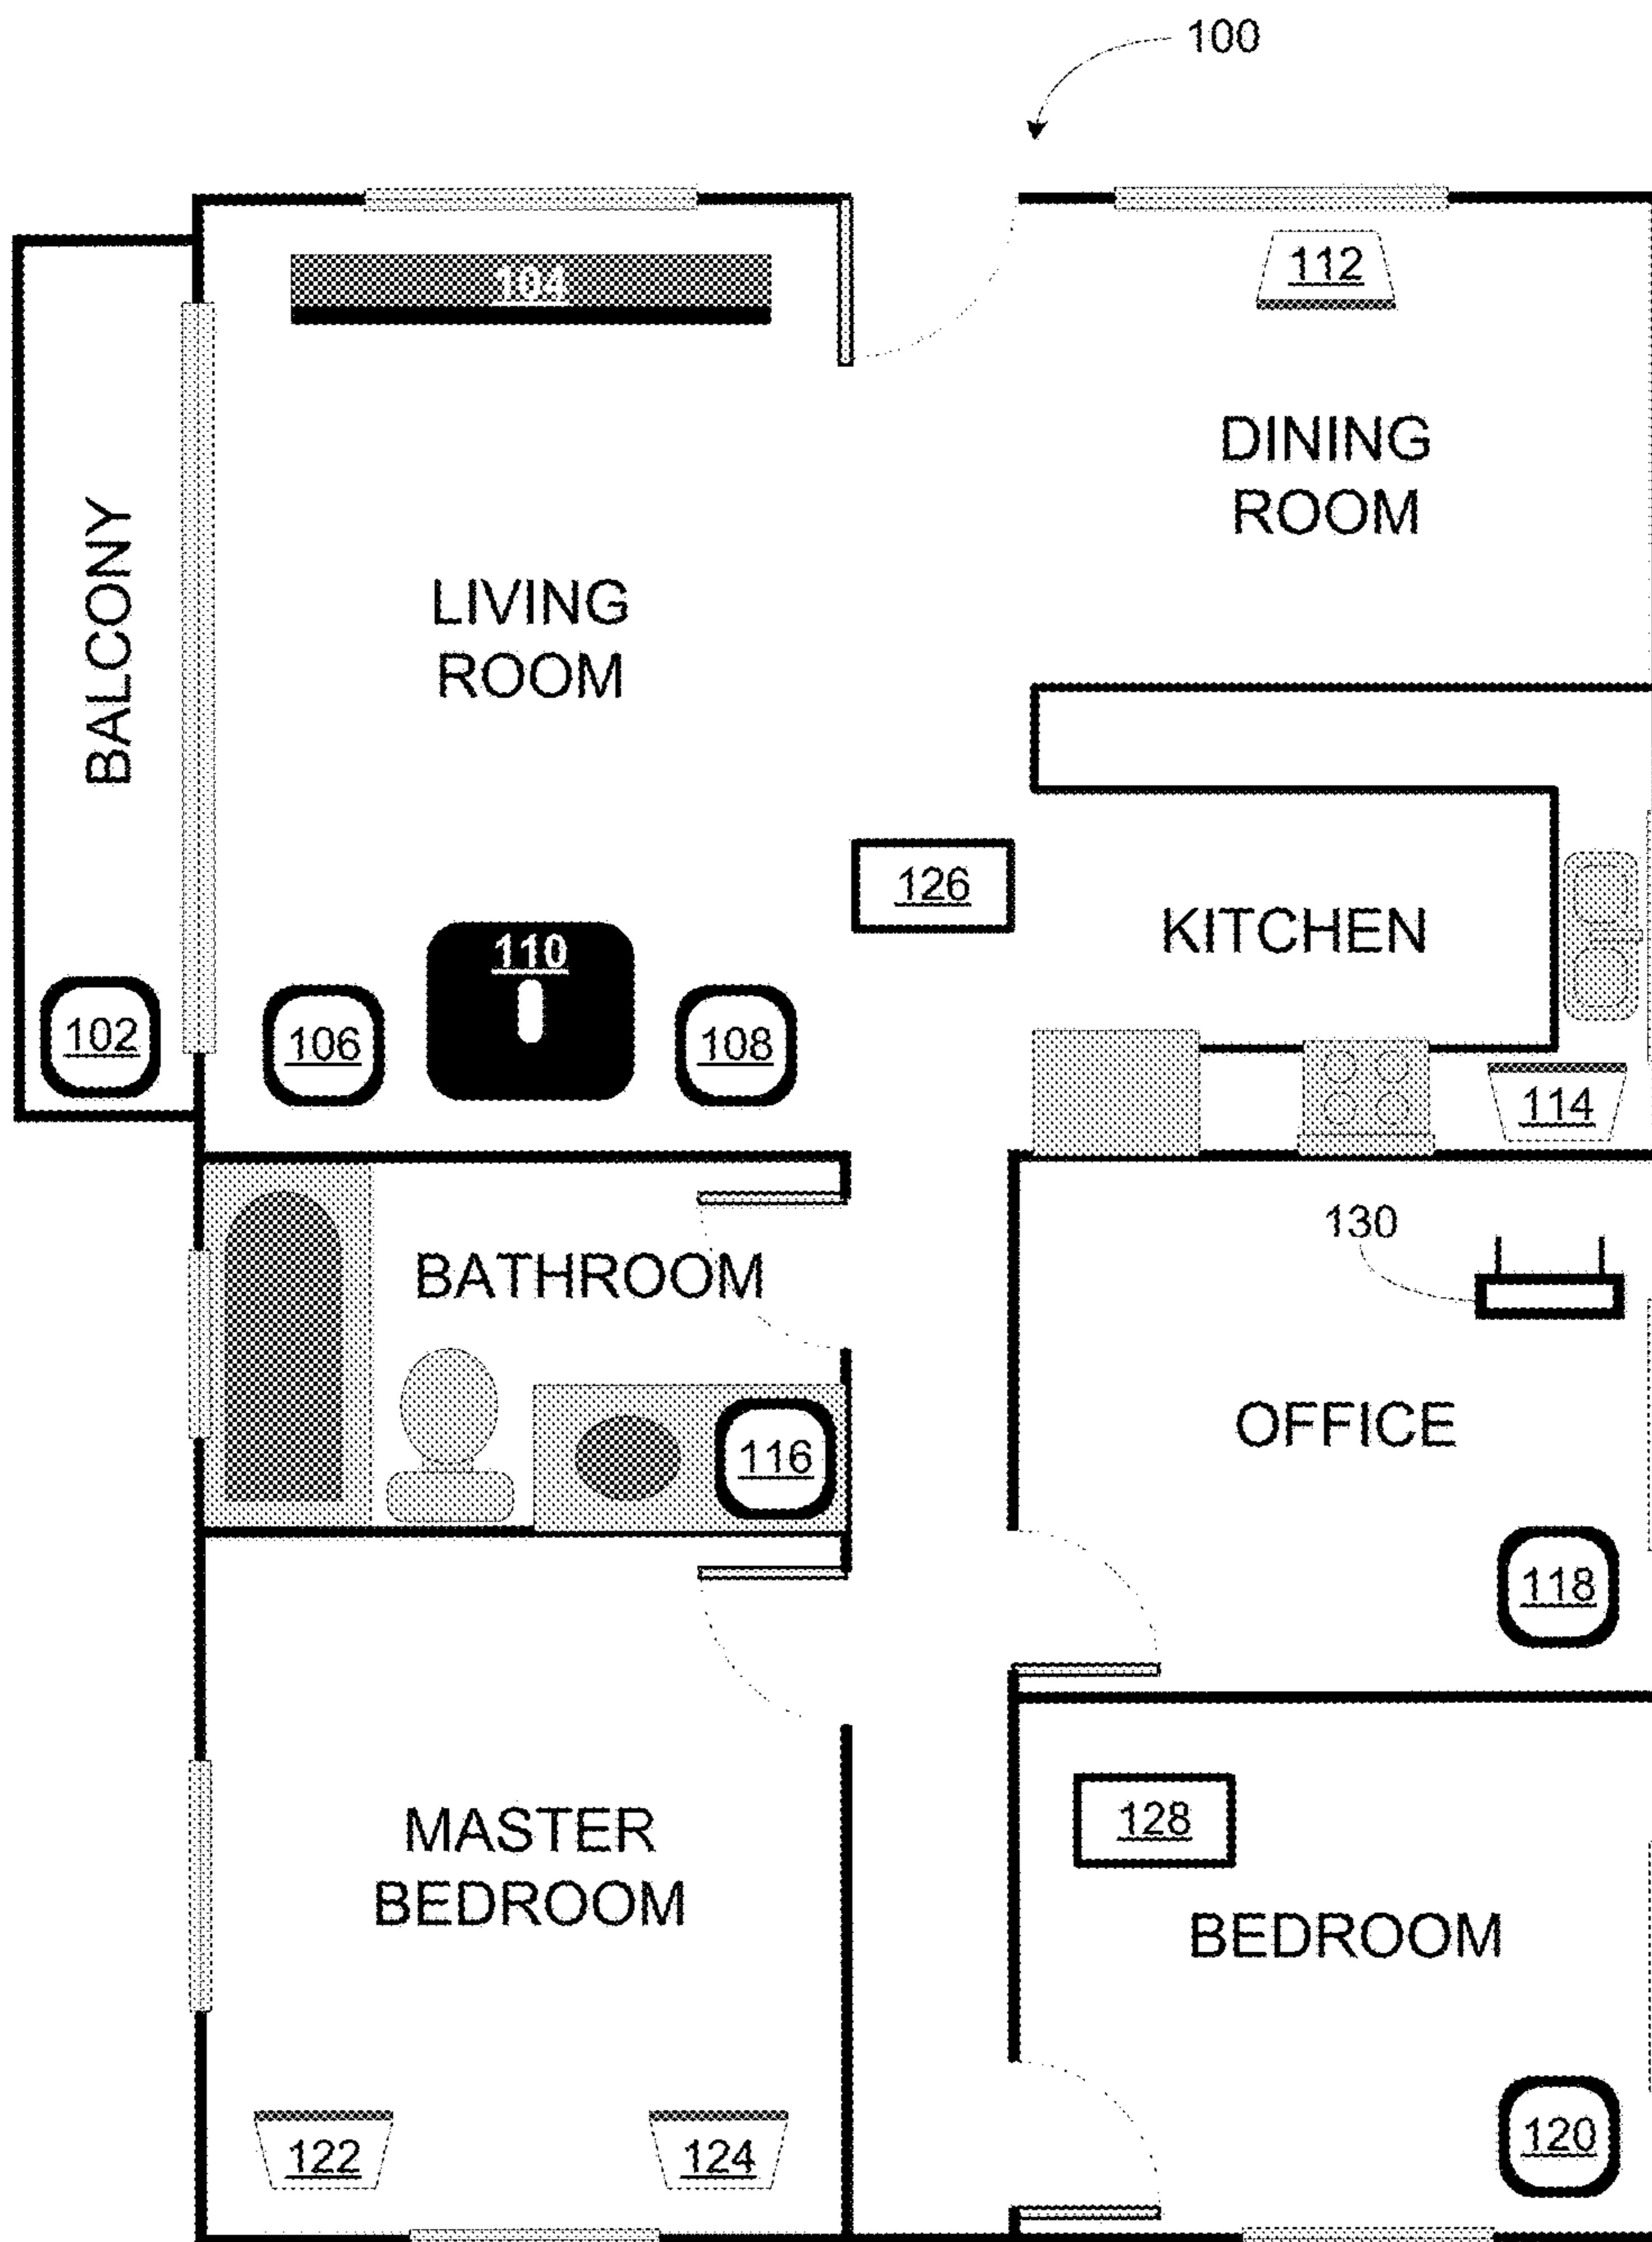 100
104
112
DINING
ROOM
BALCONY
LIVING
ROOM
126
KITCHEN
110
102
106
108
114
130
BATHROOM
OFFICE
116
118
128
MASTER
BEDROOM
BEDROOM
122
124
120